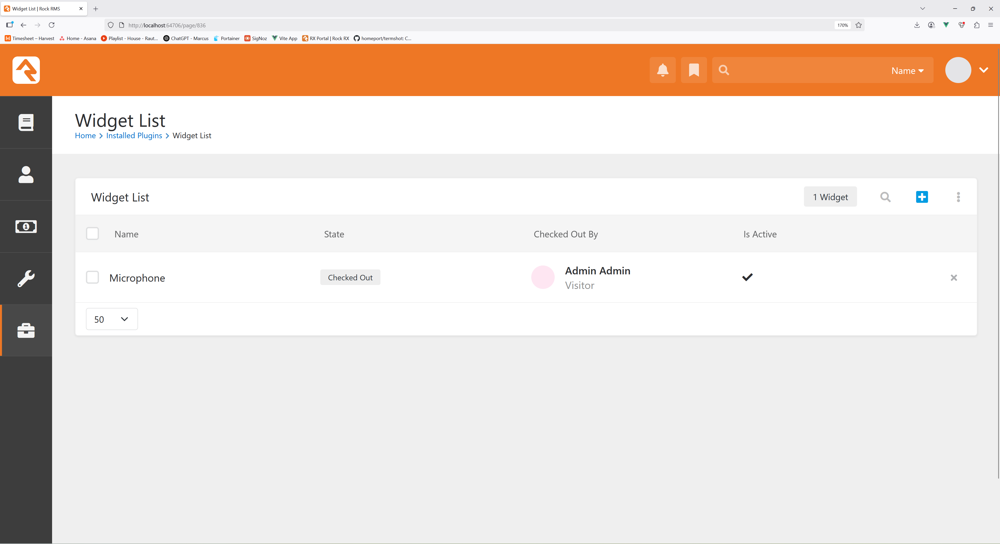 Widget List | Rock RMS
http://localhost:64706/page/836
170%
Timesheet – Harvest
Home - Asana
Playlist - House - Raut...
ChatGPT - Marcus
Portainer
SigNoz
Vite App
RX Portal | Rock RX
homeport/termshot: C...
Name
Widget List
Home
Installed Plugins
Widget List
Widget List
1 Widget
Name
State
Checked Out By
Is Active
Microphone
Checked Out
Admin Admin
Visitor
50